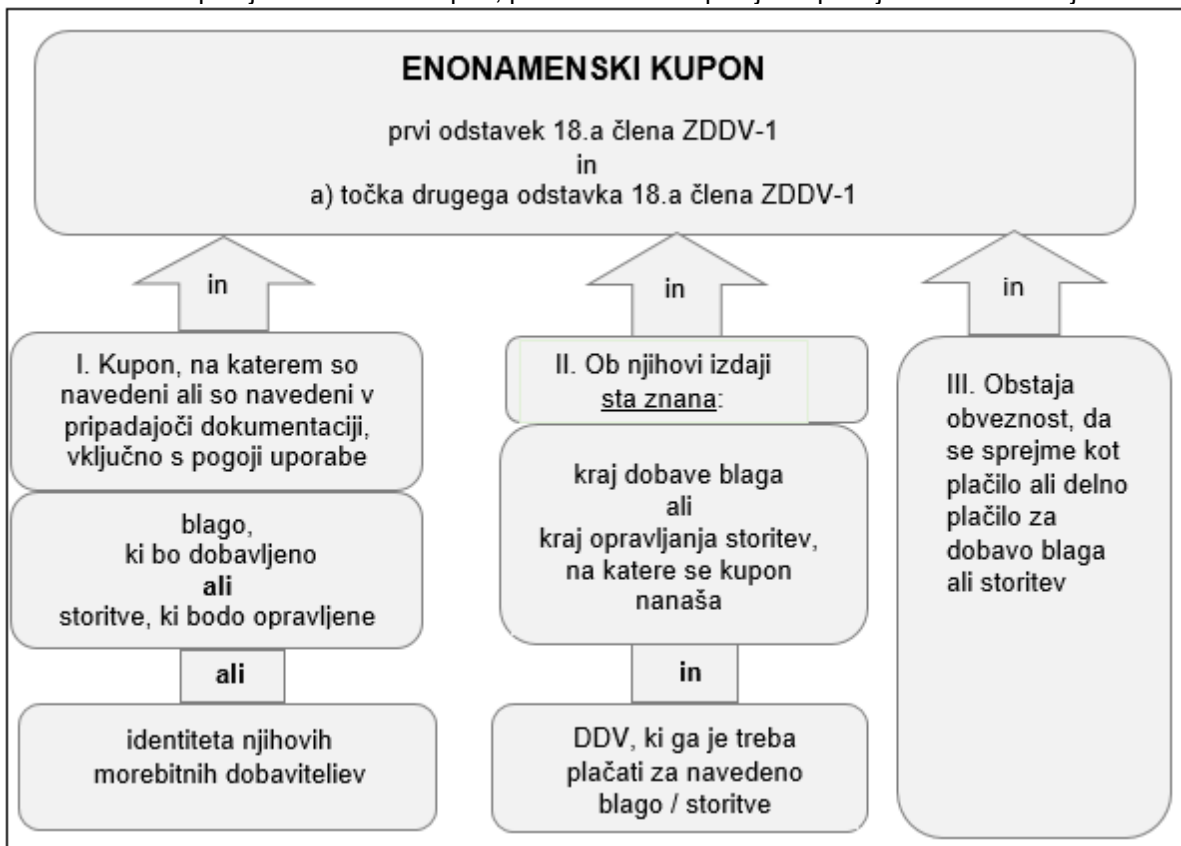 ENONAMENSKI KUPON
prvi odstavek 18.a člena ZDDV-1
in
a) točka drugega odstavka 18.a člena ZDDV-1
in
I. Kupon, na katerem so
navedeni ali so navedeni v
pripadajoči dokumentaciji,
vključno s pogoji uporabe
blago,
ki bo dobavljeno
ali
storitve, ki bodo opravljene
ali
identiteta njihovih
morebitnih dobaviteliev
in
II. Ob njihovi izdaji
sta znana:
kraj dobave blaga
ali
kraj opravljanja storitev,
na katere se kupon
nanaša
in
DDV, ki ga je treba
plačati za navedeno
blago / storitve
in
III. Obstaja
obveznost, da
se sprejme kot
plačilo ali delno
plačilo za
dobavo blaga
ali storitev